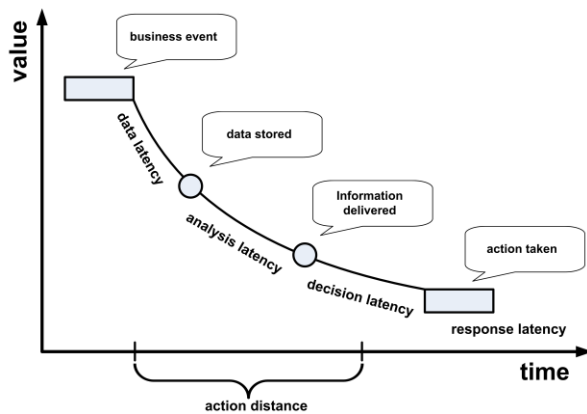 value
business event
data latency
data stored
analysis latency
Information
delivered
decision latency
action taken
response latency
time
action distance